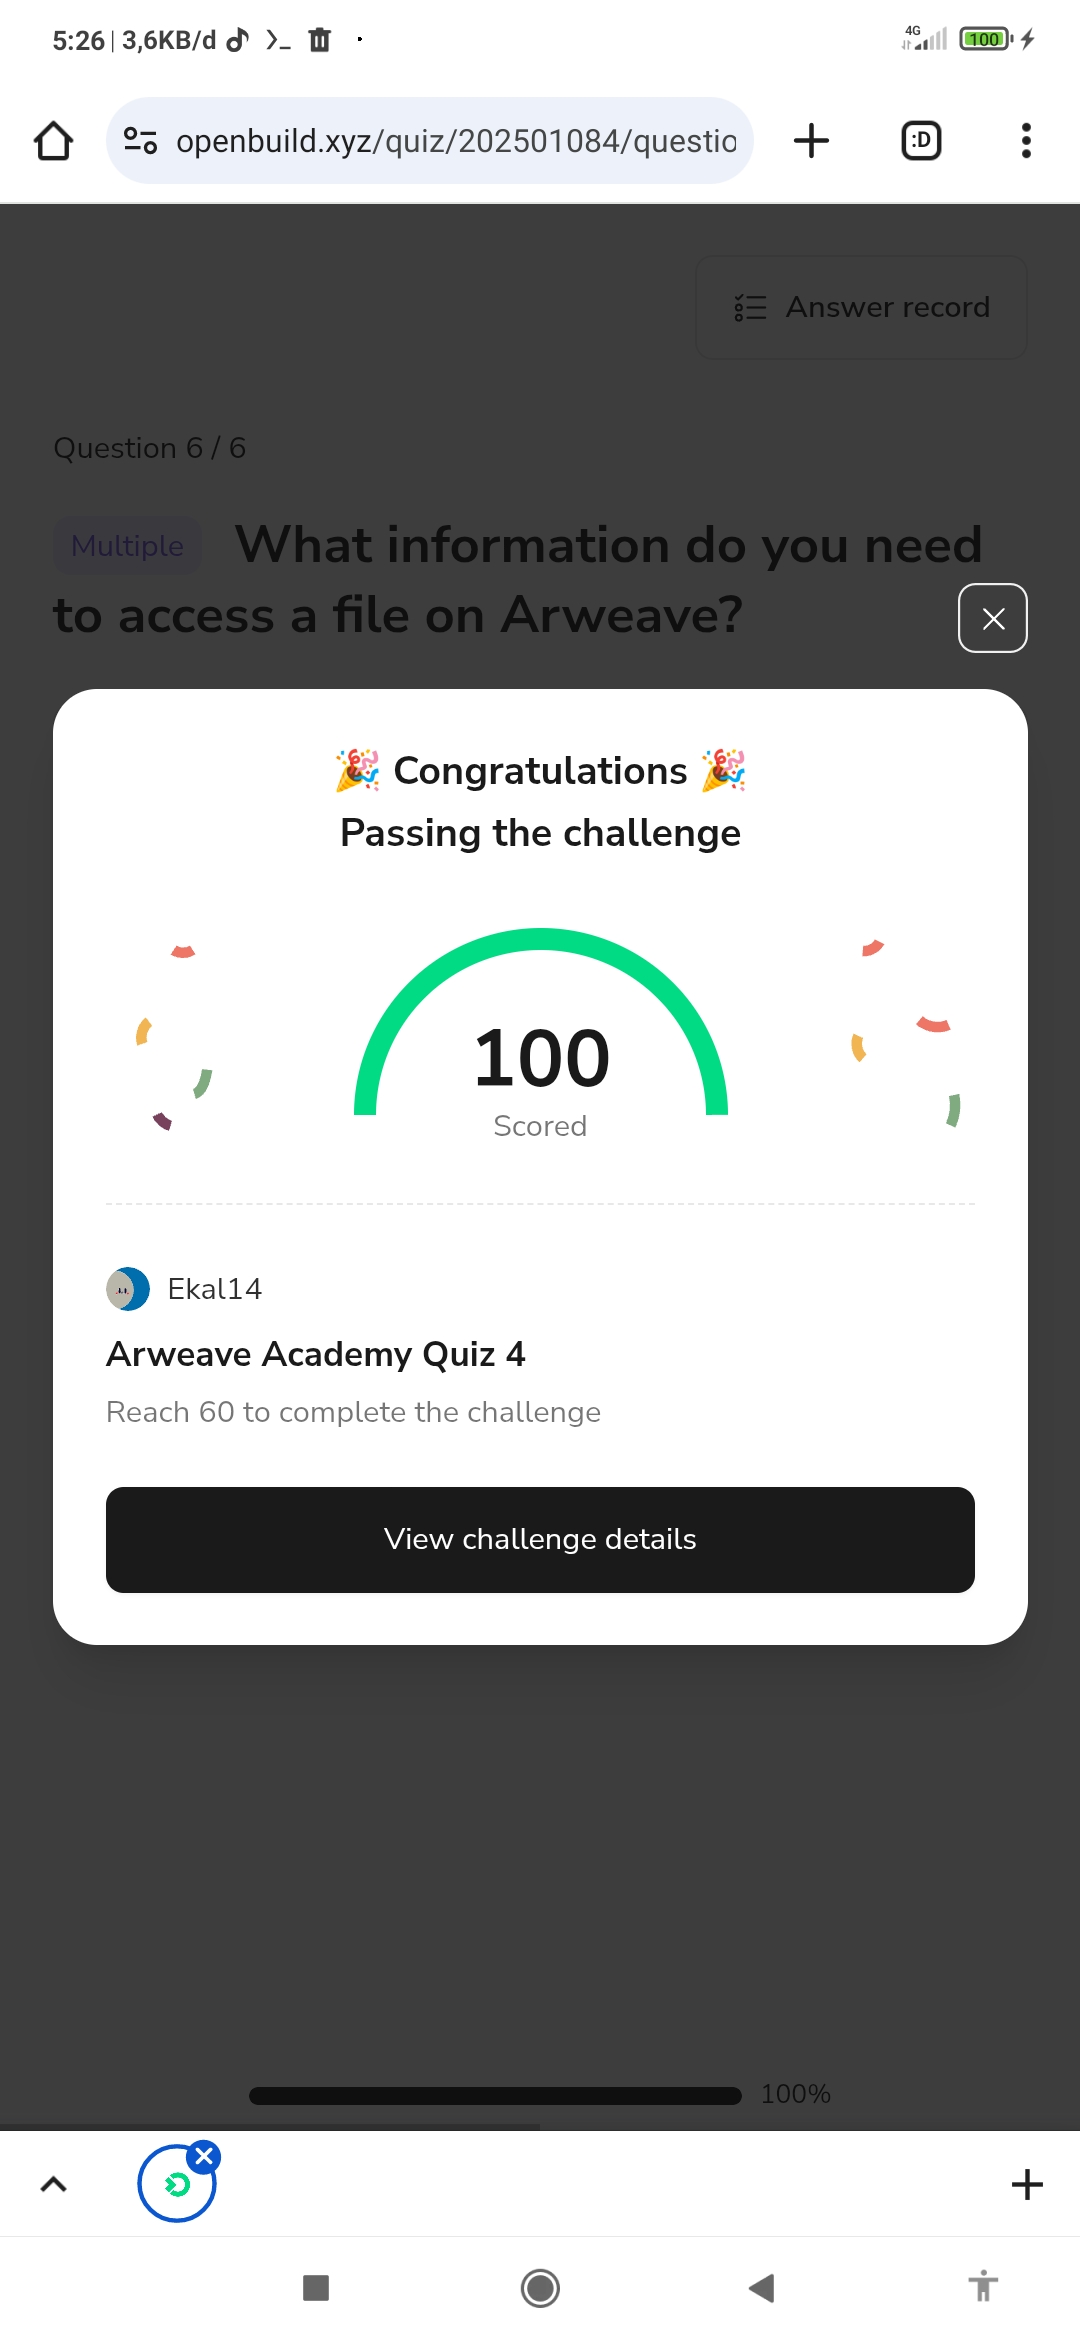 5:26 | 3,6KB/d
4G
100
openbuild.xyz/quiz/202501084/questio
:D
Answer record
Question 6 / 6
Multiple What information do you need
to access a file on Arweave?
🎉 Congratulations 🎉
Passing the challenge
100
Scored
Ekal14
Arweave Academy Quiz 4
Reach 60 to complete the challenge
View challenge details
100%